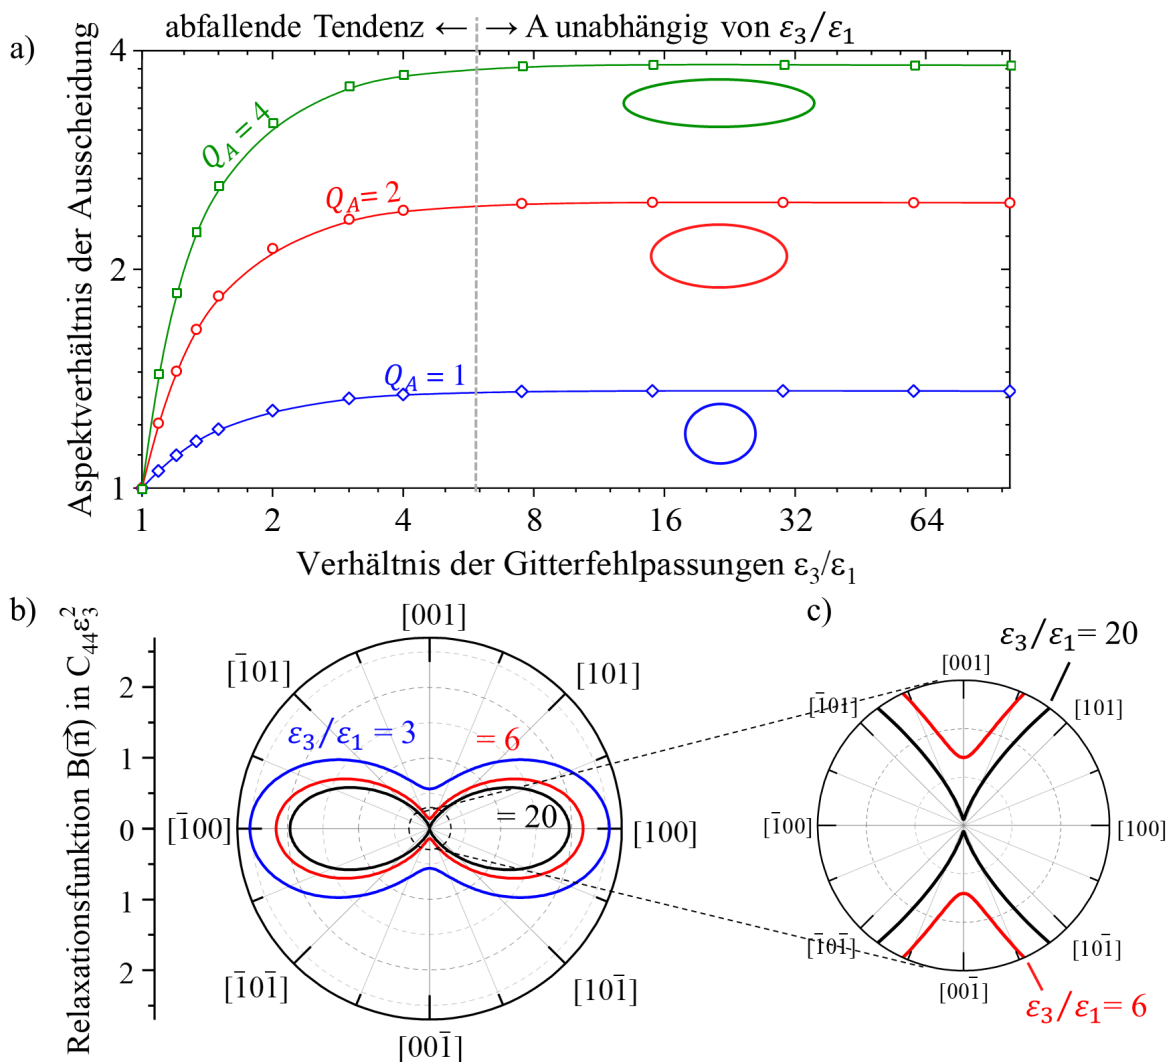 abfallende Tendenz ← → A unabhängig von ε₃/ε₁
a)
Aspektverhältnis der Ausscheidung
4
2
1
Q_A = 4
Q_A = 2
Q_A = 1
1 2 4 8 16 32 64
Verhältnis der Gitterfehlpassungen ε₃/ε₁
b)
Relaxationsfunktion B(n⃗) in C₄₄ε₃²
2
1
0
1
2
[001]
[1̄01]
[101]
ε₃/ε₁ = 3
= 6
= 20
[1̄00]
[100]
[1̄01̄]
[101̄]
[001̄]
c)
ε₃/ε₁ = 20
[001]
[1̄01]
[101]
[1̄00]
[100]
[1̄01̄]
[101̄]
[001̄]
ε₃/ε₁ = 6